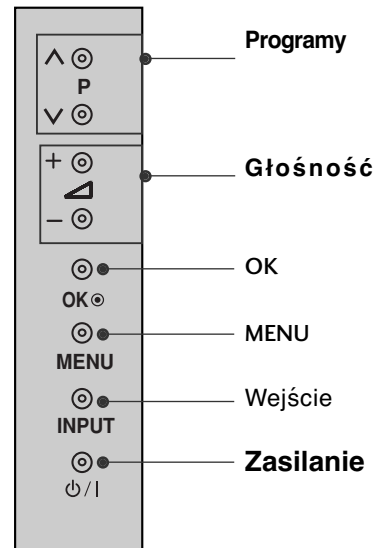 Programy
P
+
Głośność
–
OK
OK
MENU
MENU
Wejście
INPUT
Zasilanie
/ I